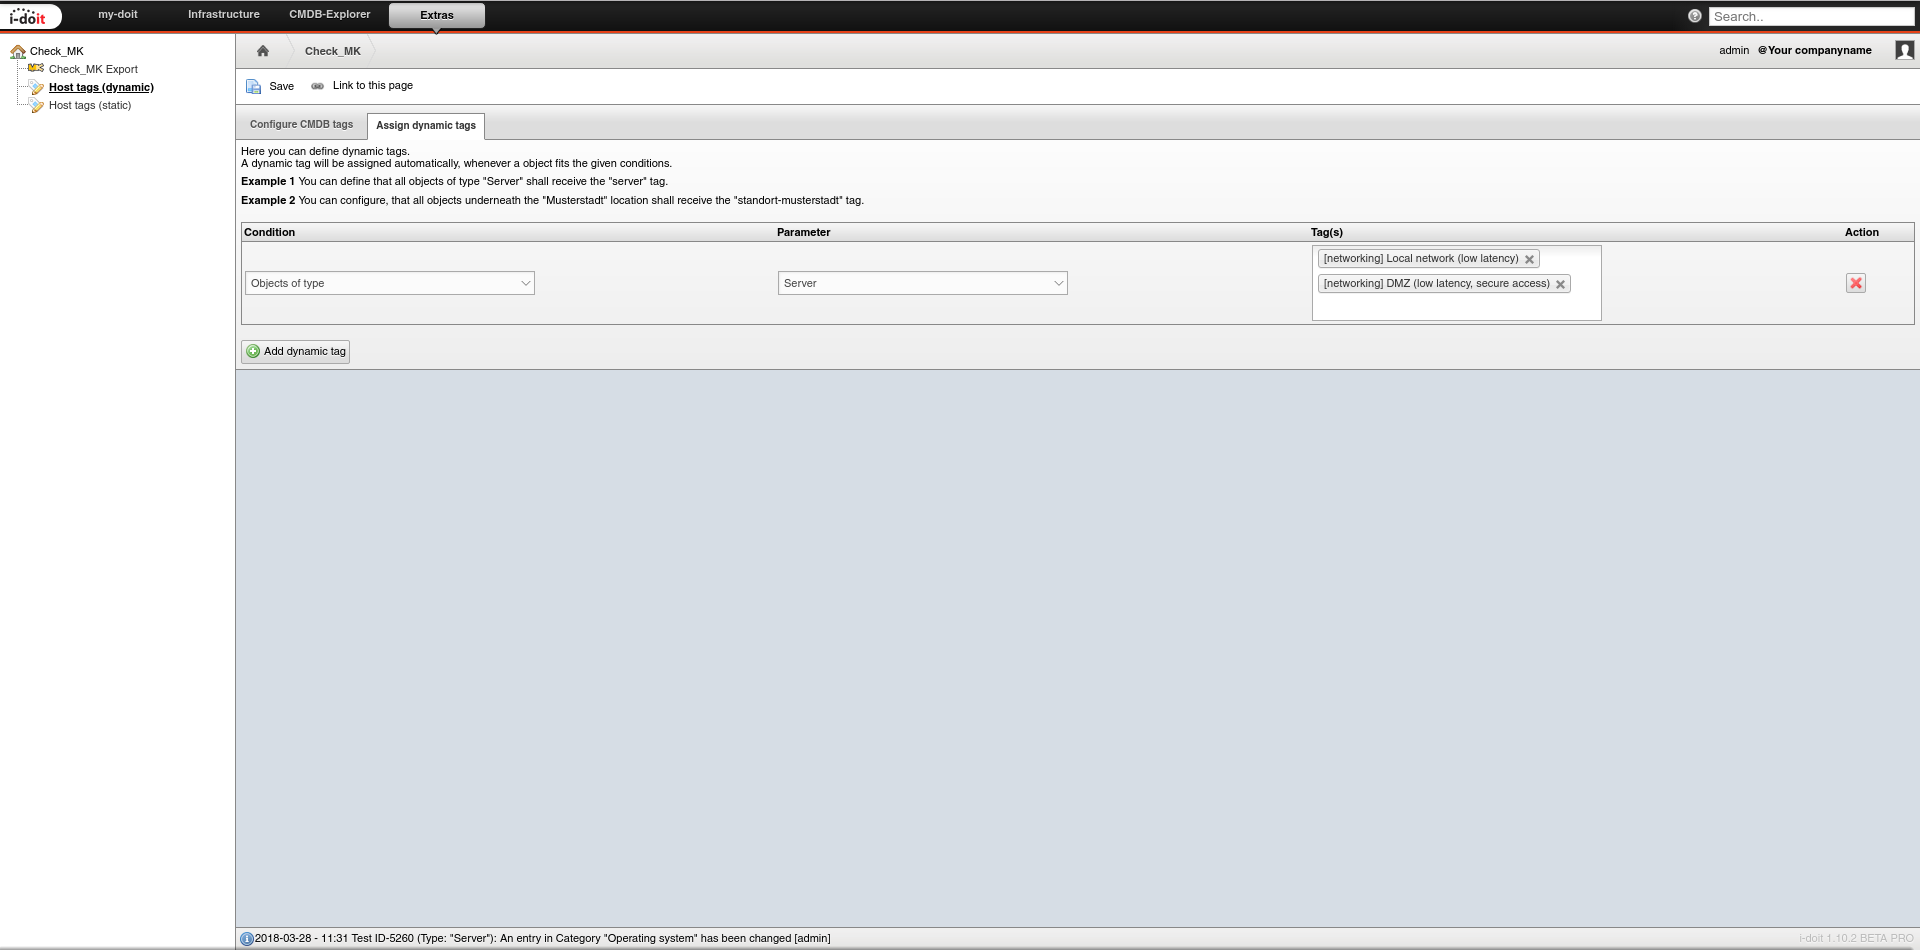 i-doit my-doit Infrastructure CMDB-Explorer Extras Search..
Check_MK
Check_MK Export
Host tags (dynamic)
Host tags (static)
Check_MK admin @Your companyname
Save Link to this page
Configure CMDB tags Assign dynamic tags
Here you can define dynamic tags.
A dynamic tag will be assigned automatically, whenever a object fits the given conditions.
Example 1 You can define that all objects of type "Server" shall receive the "server" tag.
Example 2 You can configure, that all objects underneath the "Musterstadt" location shall receive the "standort-musterstadt" tag.
Condition Parameter Tag(s) Action
[networking] Local network (low latency)
Objects of type Server [networking] DMZ (low latency, secure access)
Add dynamic tag
2018-03-28 - 11:31 Test ID-5260 (Type: "Server"): An entry in Category "Operating system" has been changed [admin] i-doit 1.10.2 BETA PRO